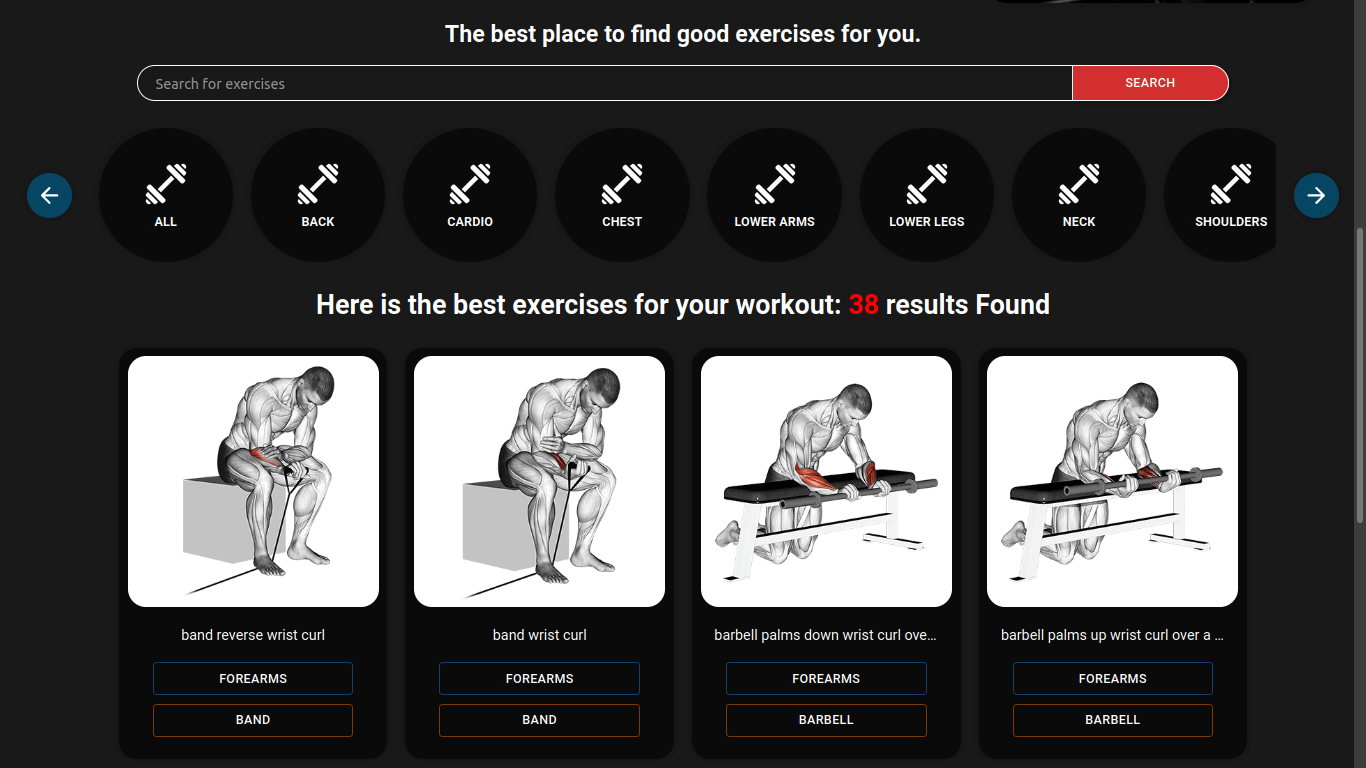 The best place to find good exercises for you.
Search for exercises
SEARCH
ALL
BACK
CARDIO
CHEST
LOWER ARMS
LOWER LEGS
NECK
SHOULDERS
Here is the best exercises for your workout: 38 results Found
band reverse wrist curl
band wrist curl
barbell palms down wrist curl ove...
barbell palms up wrist curl over a ...
FOREARMS
FOREARMS
FOREARMS
FOREARMS
BAND
BAND
BARBELL
BARBELL